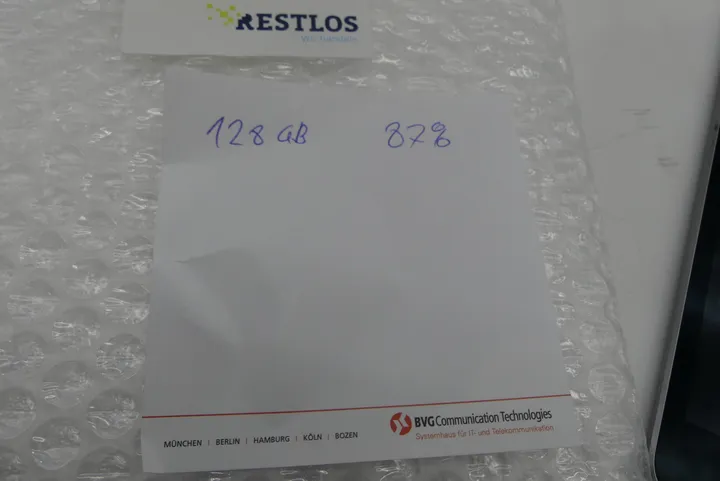 RESTLOS
128 GB 87%
BVG Communication Technologies
Systemhaus für IT- und Telekommunikation
MÜNCHEN | BERLIN | HAMBURG | KÖLN | BOZEN